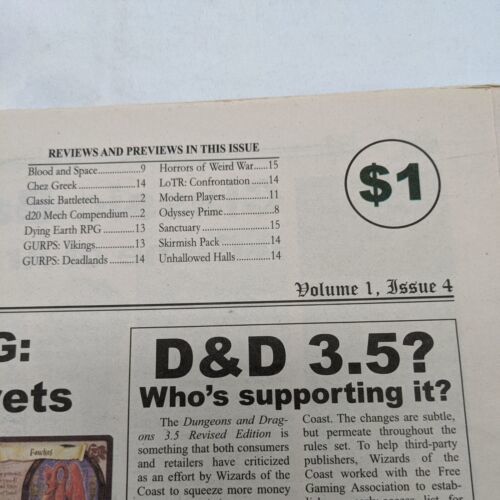 REVIEWS AND PREVIEWS IN THIS ISSUE
Blood and Space..............9
Chez Greek...................14
Classic Battletech.............2
d20 Mech Compendium ...2
Dying Earth RPG ............13
GURPS: Vikings.............13
GURPS: Deadlands .........14
Horrors of Weird War......15
LoTR: Confrontation ......14
Modern Players..............11
Odyssey Prime.................8
Sanctuary .......................15
Skirmish Pack ................14
Unhallowed Halls..........14
$1
Volume 1, Issue 4
G:
ets
D&D 3.5?
Who's supporting it?
The Dungeons and Drag-
ons 3.5 Revised Edition is
something that both consumers
and retailers have criticized
as an effort by Wizards of the
Coast to squeeze more money
Coast. The changes are subtle,
but permeate throughout the
rules set. To help third-party
publishers, Wizards of the
Coast worked with the Free
Gaming Association to estab-